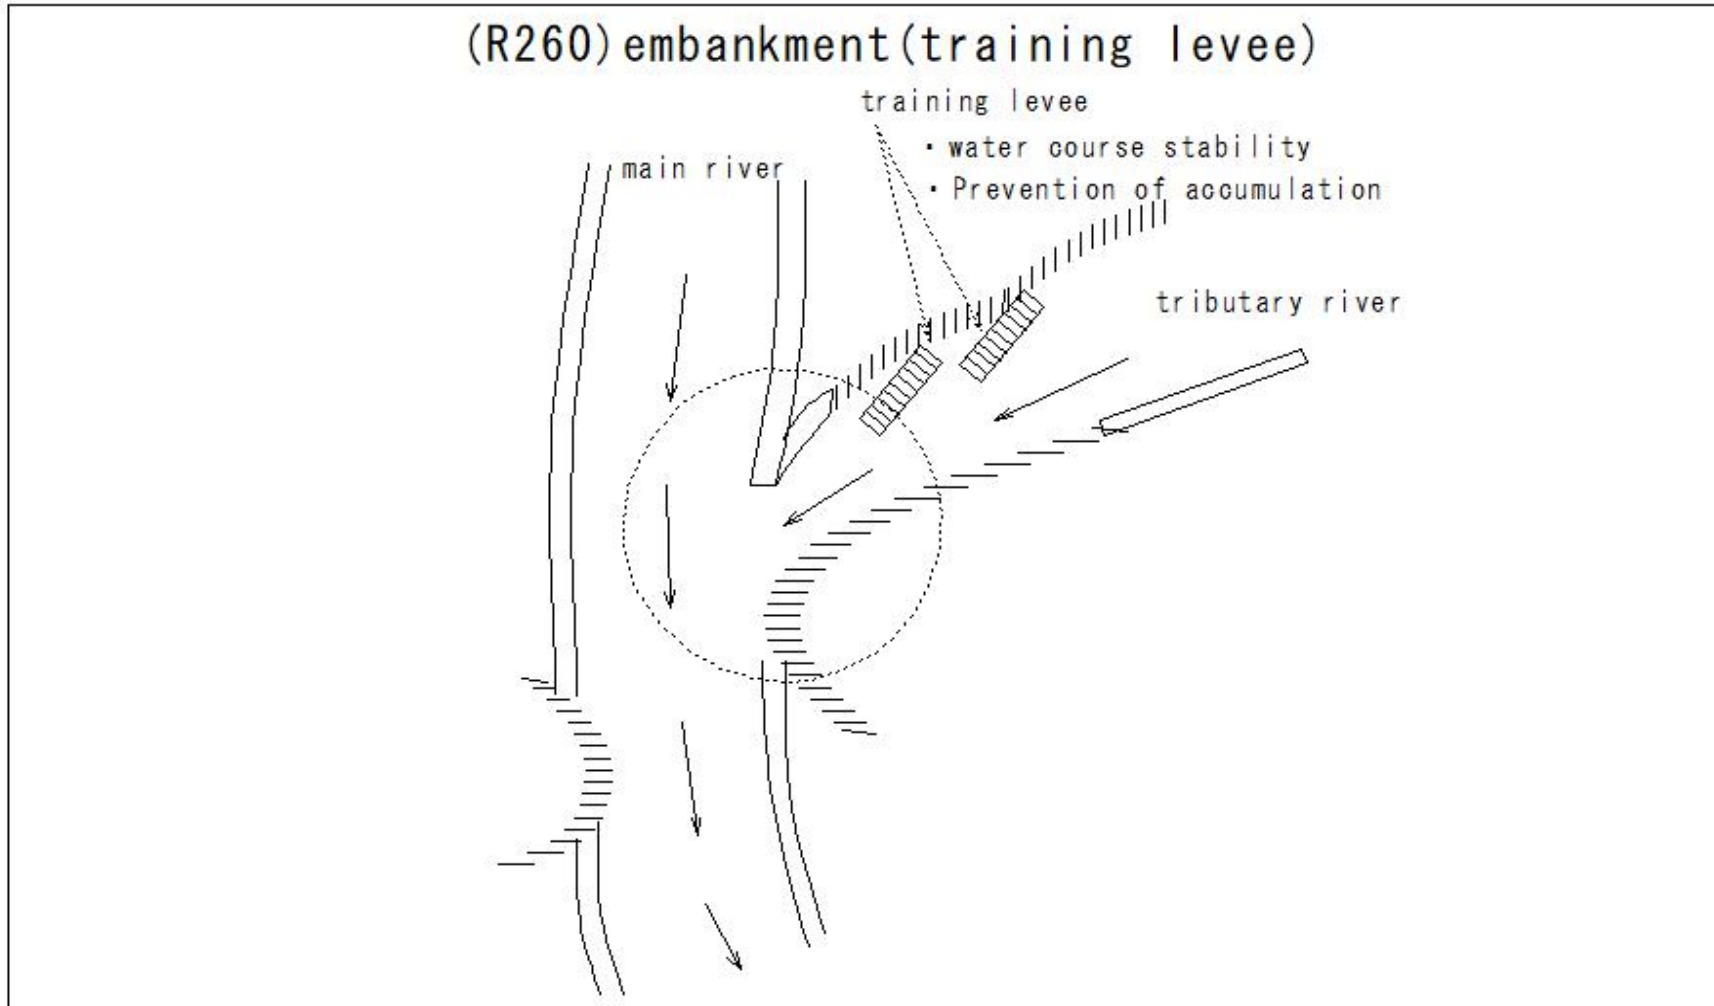 (R260)embankment(training levee)
training levee
・water course stability
・Prevention of accumulation
main river
tributary river